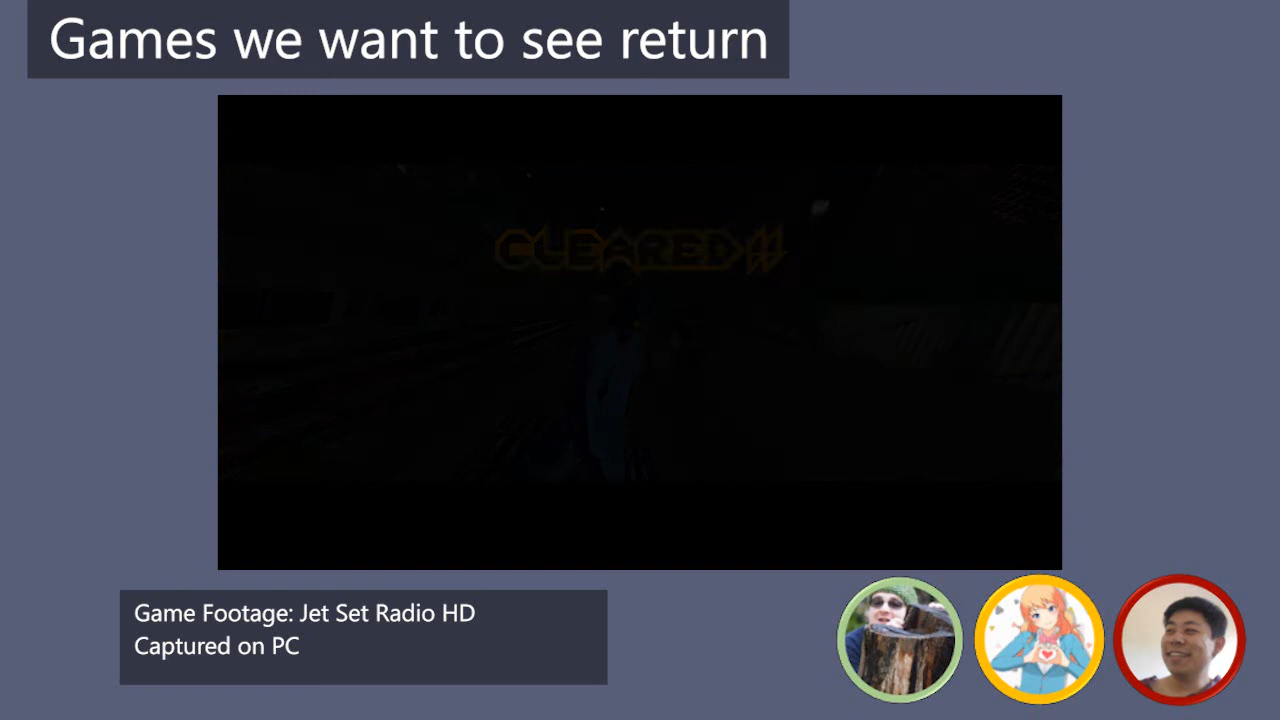 Games we want to see return
CLEARED!!
Game Footage: Jet Set Radio HD
Captured on PC